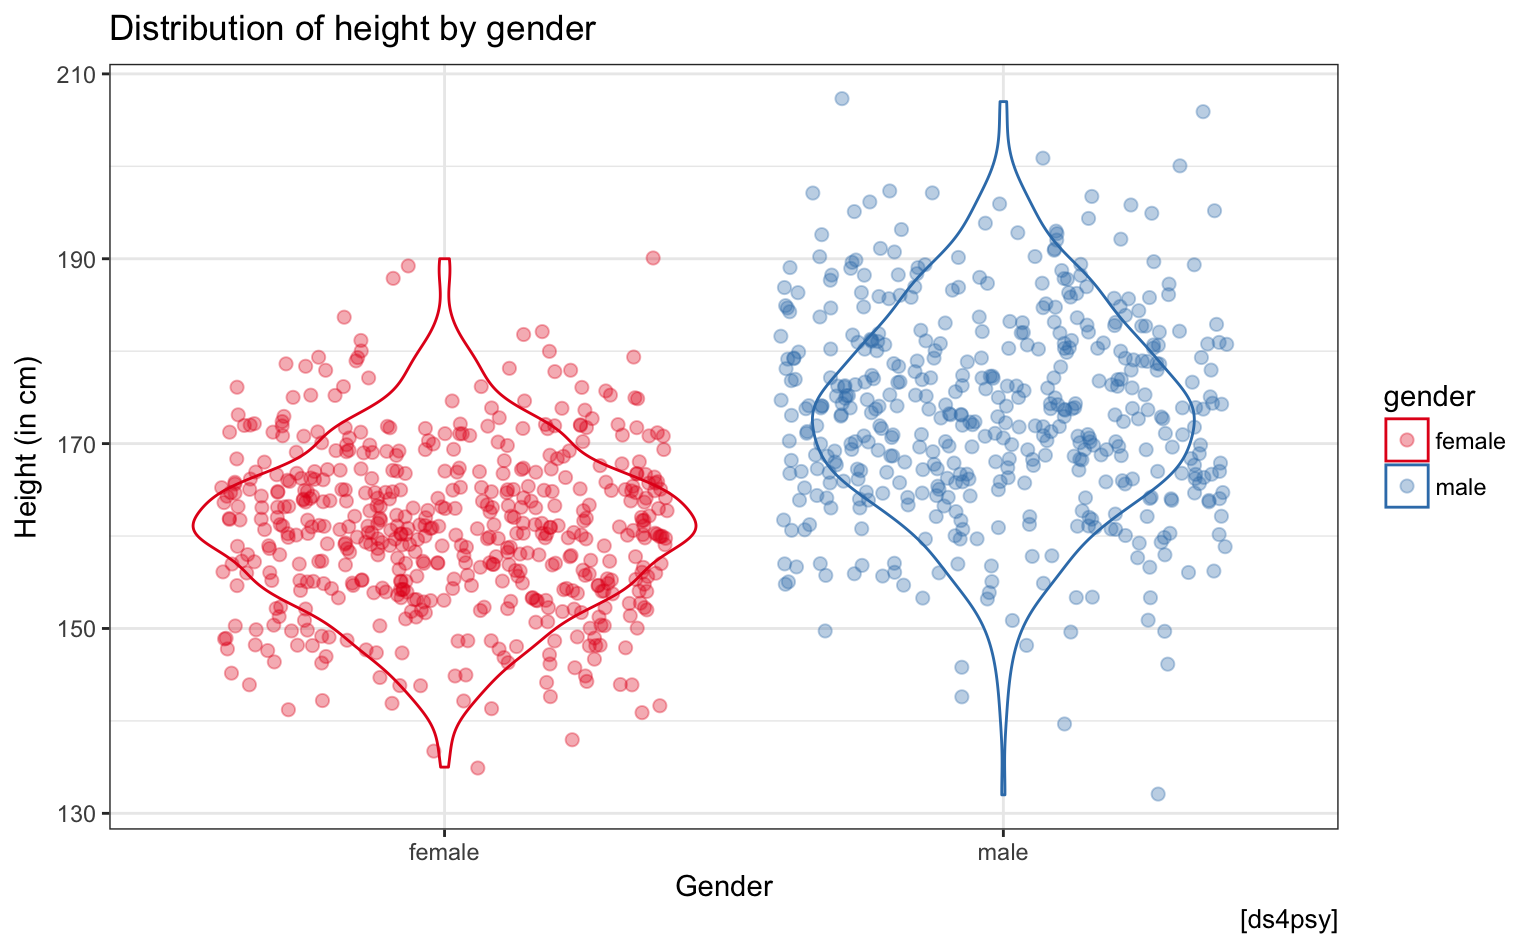 Distribution of height by gender
210
190
170
150
130
Height (in cm)
female
male
Gender
gender
female
male
[ds4psy]